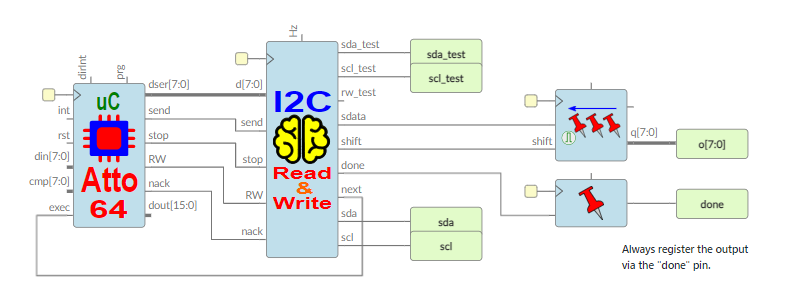 Hz
dirInt
prg
uC
Atto
64
int
rst
din[7:0]
cmp[7:0]
exec
dser[7:0]
send
stop
RW
nack
dout[15:0]
d[7:0]
send
stop
RW
nack
I2C
Read
&
Write
sda_test
scl_test
rw_test
sdata
shift
done
next
sda
scl
sda_test
scl_test
sda
scl
shift
q[7:0]
o[7:0]
done
Always register the output
via the "done" pin.